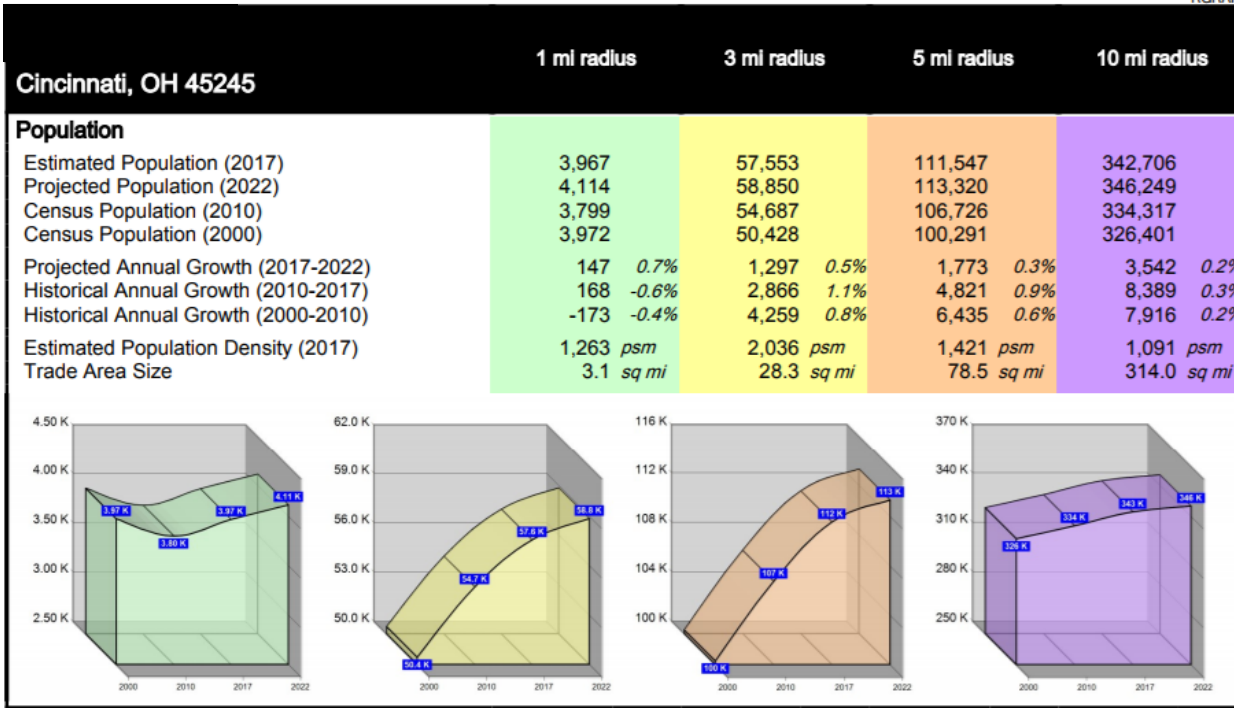 1 mi radius 3 mi radius 5 mi radius 10 mi radius
Cincinnati, OH 45245
Population
Estimated Population (2017) 3,967 57,553 111,547 342,706
Projected Population (2022) 4,114 58,850 113,320 346,249
Census Population (2010) 3,799 54,687 106,726 334,317
Census Population (2000) 3,972 50,428 100,291 326,401
Projected Annual Growth (2017-2022) 147 0.7% 1,297 0.5% 1,773 0.3% 3,542 0.2%
Historical Annual Growth (2010-2017) 168 -0.6% 2,866 1.1% 4,821 0.9% 8,389 0.3%
Historical Annual Growth (2000-2010) -173 -0.4% 4,259 0.8% 6,435 0.6% 7,916 0.2%
Estimated Population Density (2017) 1,263 psm 2,036 psm 1,421 psm 1,091 psm
Trade Area Size 3.1 sq mi 28.3 sq mi 78.5 sq mi 314.0 sq mi
4.50 K
4.00 K
3.50 K
3.00 K
2.50 K
3.97 K
3.80 K
3.97 K
4.11 K
2000 2010 2017 2022
62.0 K
59.0 K
56.0 K
53.0 K
50.0 K
50.4 K
54.7 K
57.6 K
58.8 K
2000 2010 2017 2022
116 K
112 K
108 K
104 K
100 K
100 K
107 K
112 K
113 K
2000 2010 2017 2022
370 K
340 K
310 K
280 K
250 K
326 K
334 K
343 K
346 K
2000 2010 2017 2022